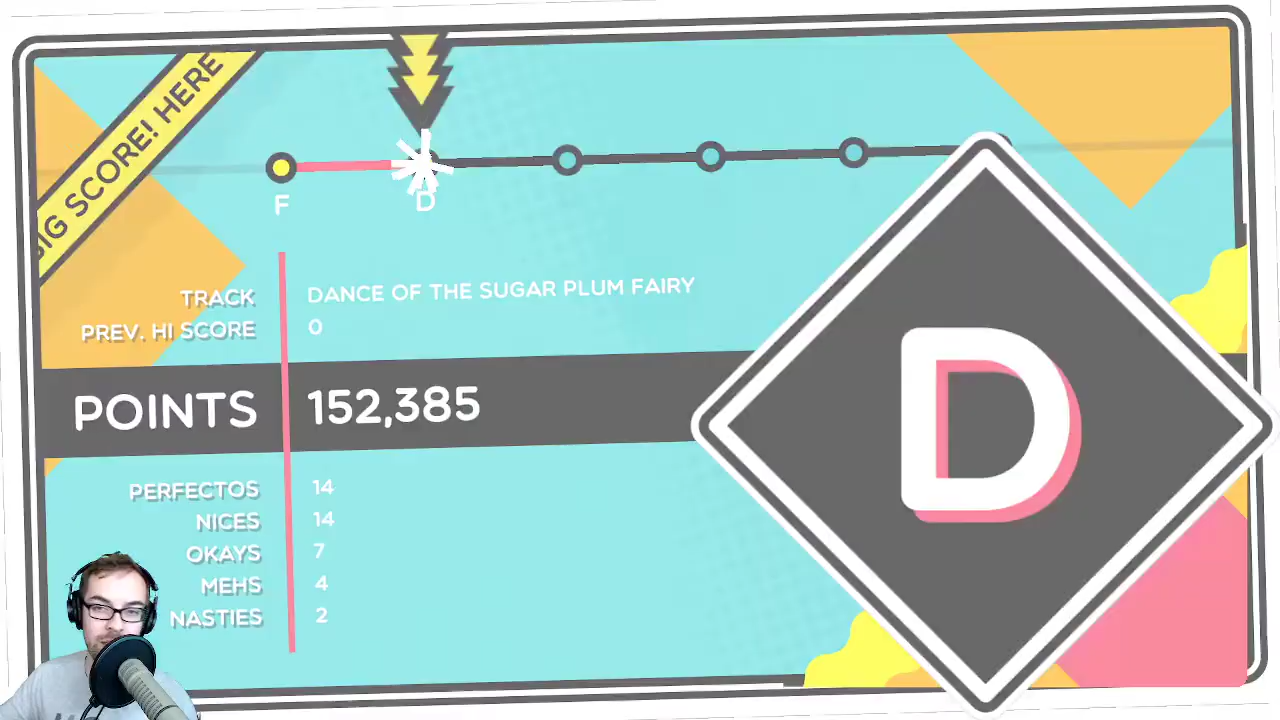 BIG SCORE! HERE
F
D
TRACK DANCE OF THE SUGAR PLUM FAIRY
PREV. HI SCORE 0
POINTS 152,385
PERFECTOS 14
NICES 14
OKAYS 7
MEHS 4
NASTIES 2
D